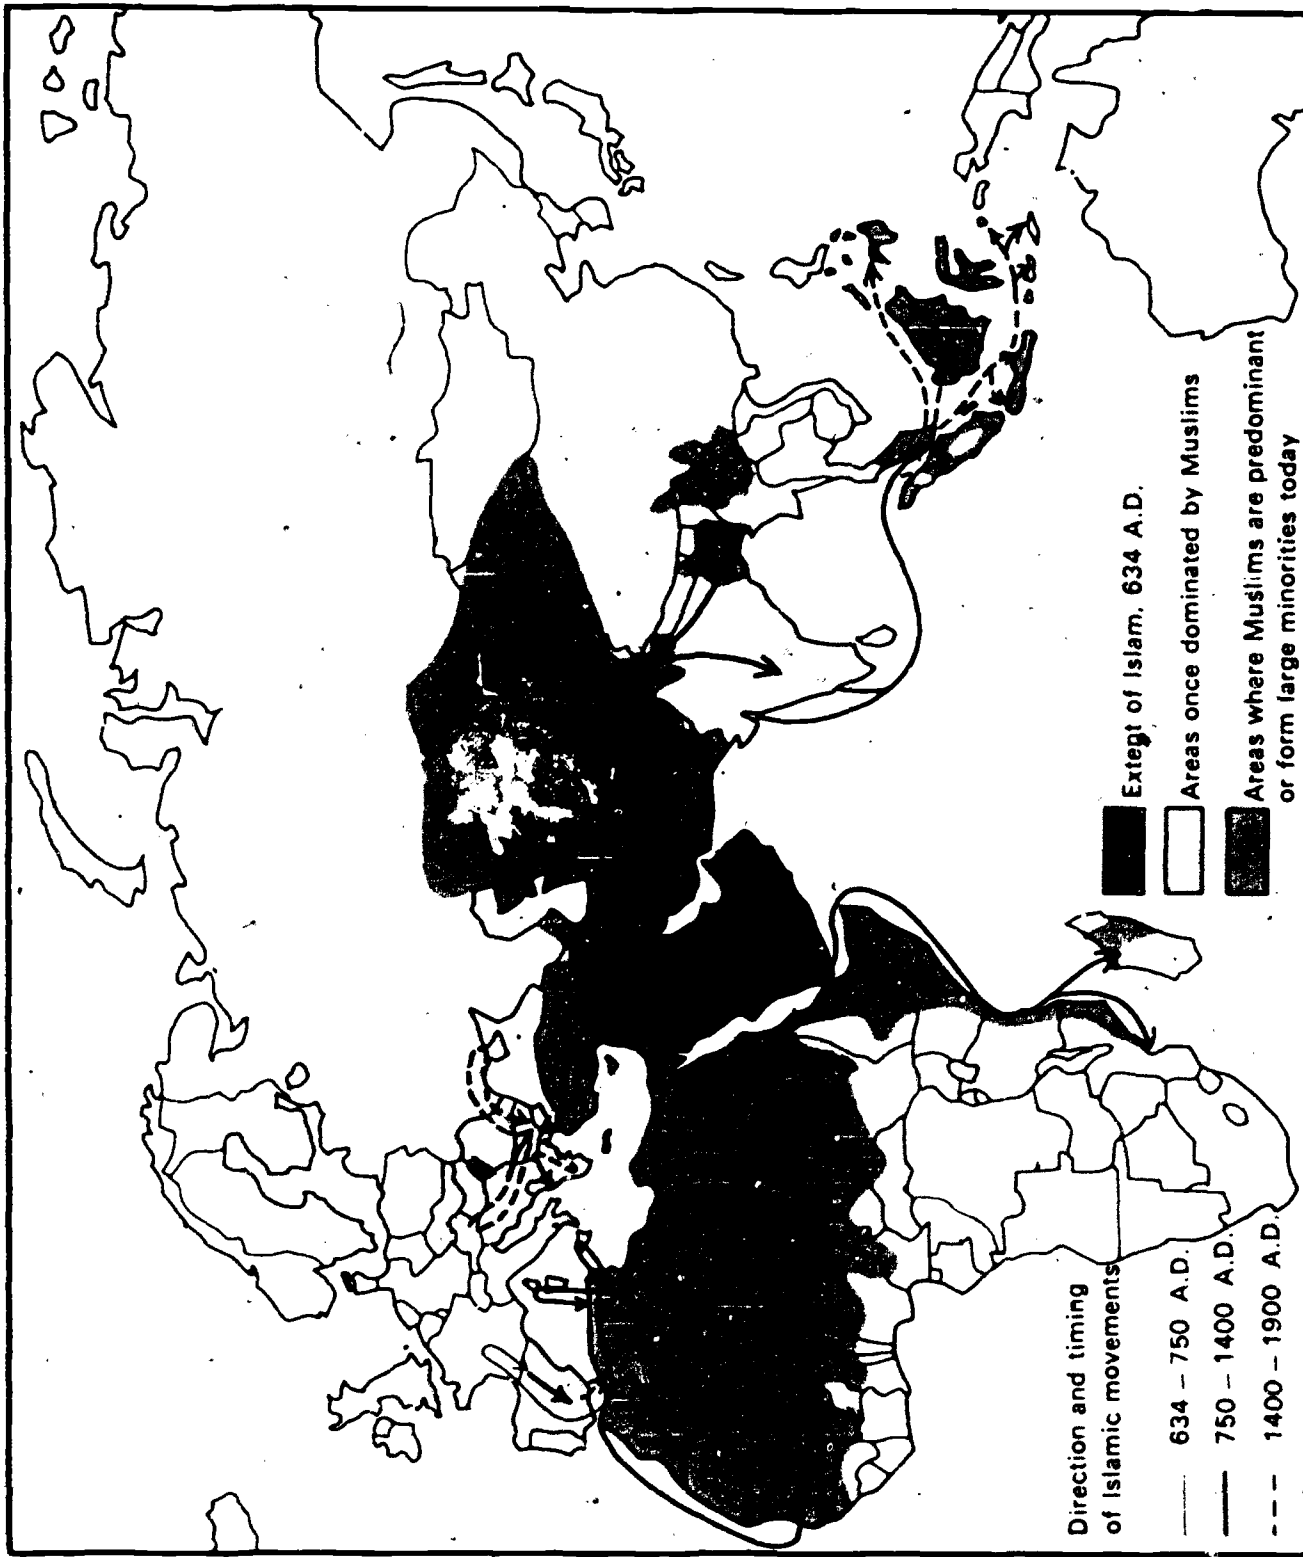 Direction and timing
of Islamic movements
634 – 750 A.D.
750 – 1400 A.D.
1400 – 1900 A.D.
Extent of Islam, 634 A.D.
Areas once dominated by Muslims
Areas where Muslims are predominant
or form large minorities today